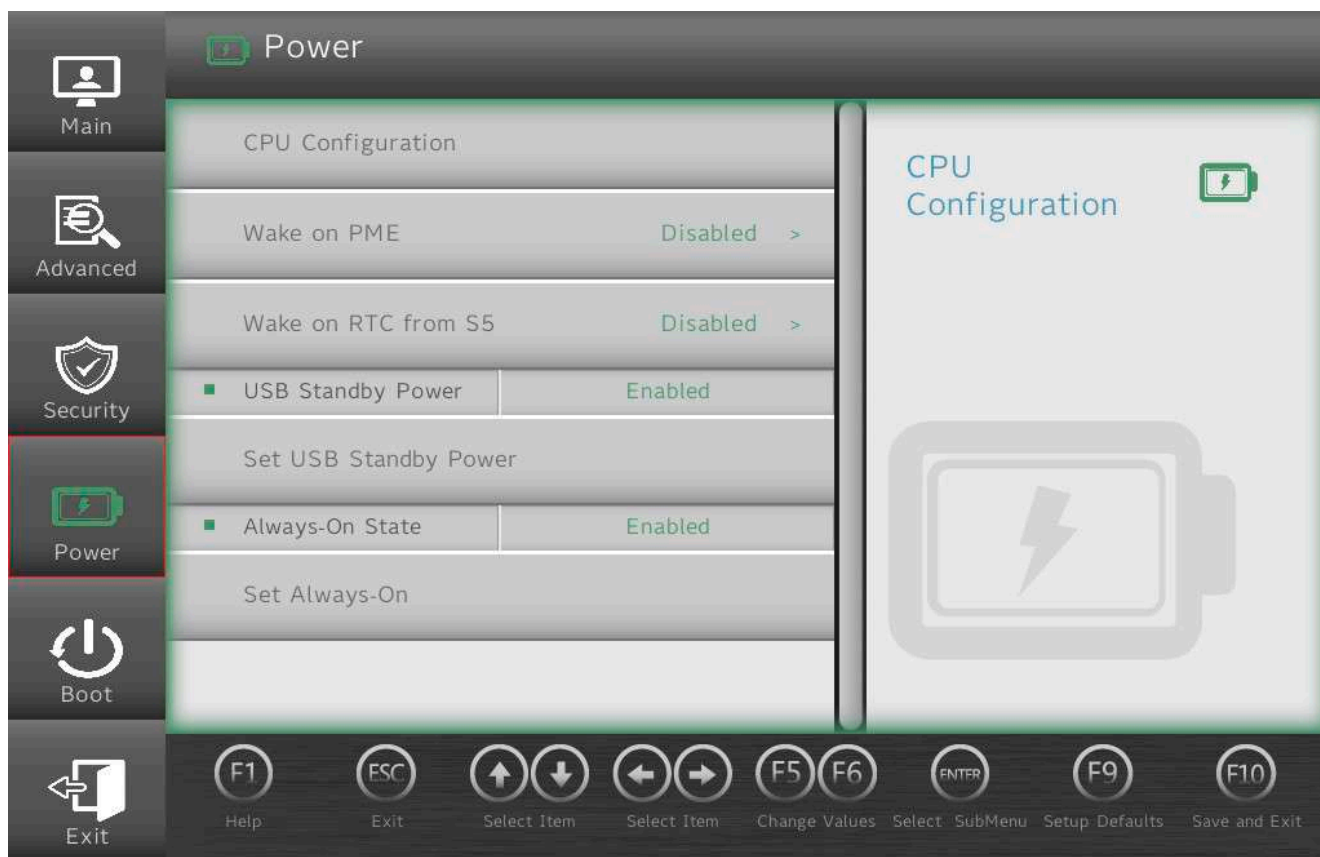 Power
Main
Advanced
Security
Power
Boot
Exit
CPU Configuration
Wake on PME Disabled >
Wake on RTC from S5 Disabled >
USB Standby Power Enabled
Set USB Standby Power
Always-On State Enabled
Set Always-On
CPU
Configuration
F1 ESC F5 F6 ENTER F9 F10
Help Exit Select Item Select Item Change Values Select SubMenu Setup Defaults Save and Exit